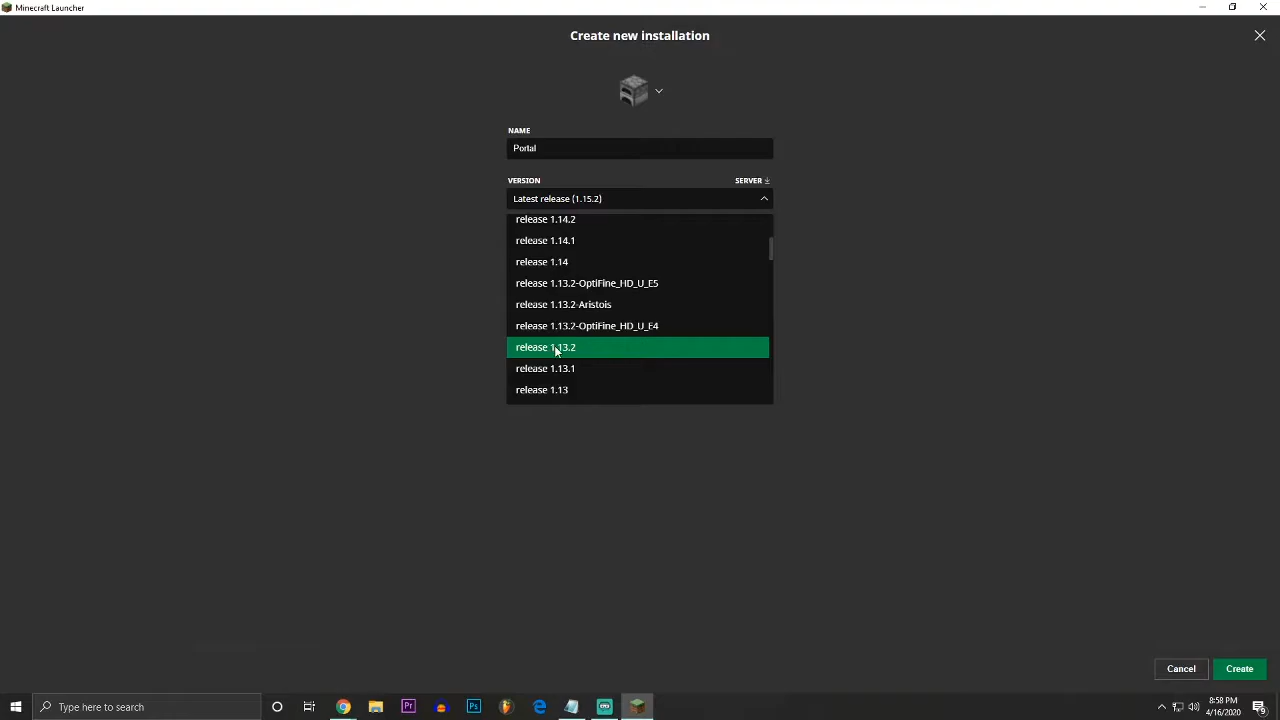 Minecraft Launcher
Create new installation
NAME
Portal
VERSION
SERVER
Latest release (1.15.2)
release 1.14.2
release 1.14.1
release 1.14
release 1.13.2-OptiFine_HD_U_E5
release 1.13.2-Aristois
release 1.13.2-OptiFine_HD_U_E4
release 1.13.2
release 1.13.1
release 1.13
Cancel
Create
Type here to search
Pr
Ps
8:58 PM
4/16/2020